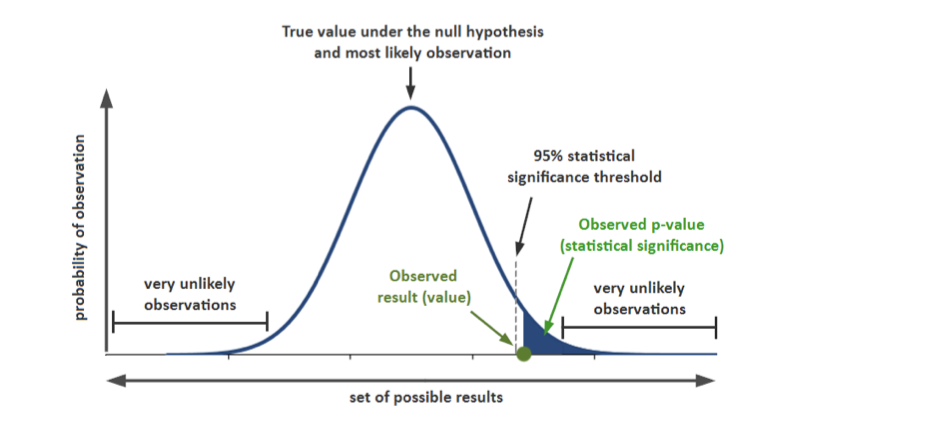 True value under the null hypothesis
and most likely observation
probability of observation
95% statistical
significance threshold
Observed p-value
(statistical significance)
Observed
result (value)
very unlikely
observations
very unlikely
observations
set of possible results